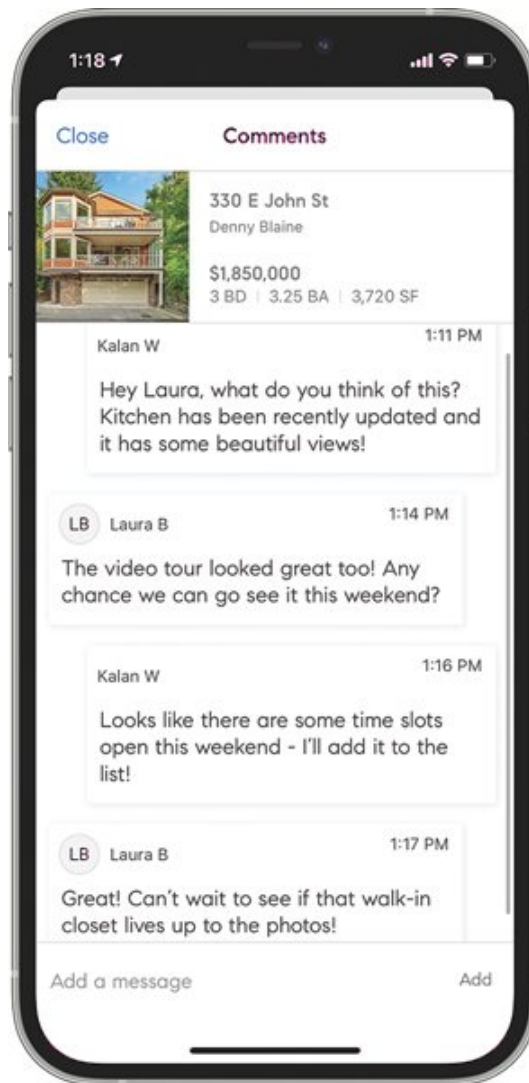 1:18
Close
Comments
330 E John St
Denny Blaine
$1,850,000
3 BD | 3.25 BA | 3,720 SF
Kalan W
1:11 PM
Hey Laura, what do you think of this?
Kitchen has been recently updated and
it has some beautiful views!
LB
Laura B
1:14 PM
The video tour looked great too! Any
chance we can go see it this weekend?
Kalan W
1:16 PM
Looks like there are some time slots
open this weekend - I'll add it to the
list!
LB
Laura B
1:17 PM
Great! Can't wait to see if that walk-in
closet lives up to the photos!
Add a message
Add